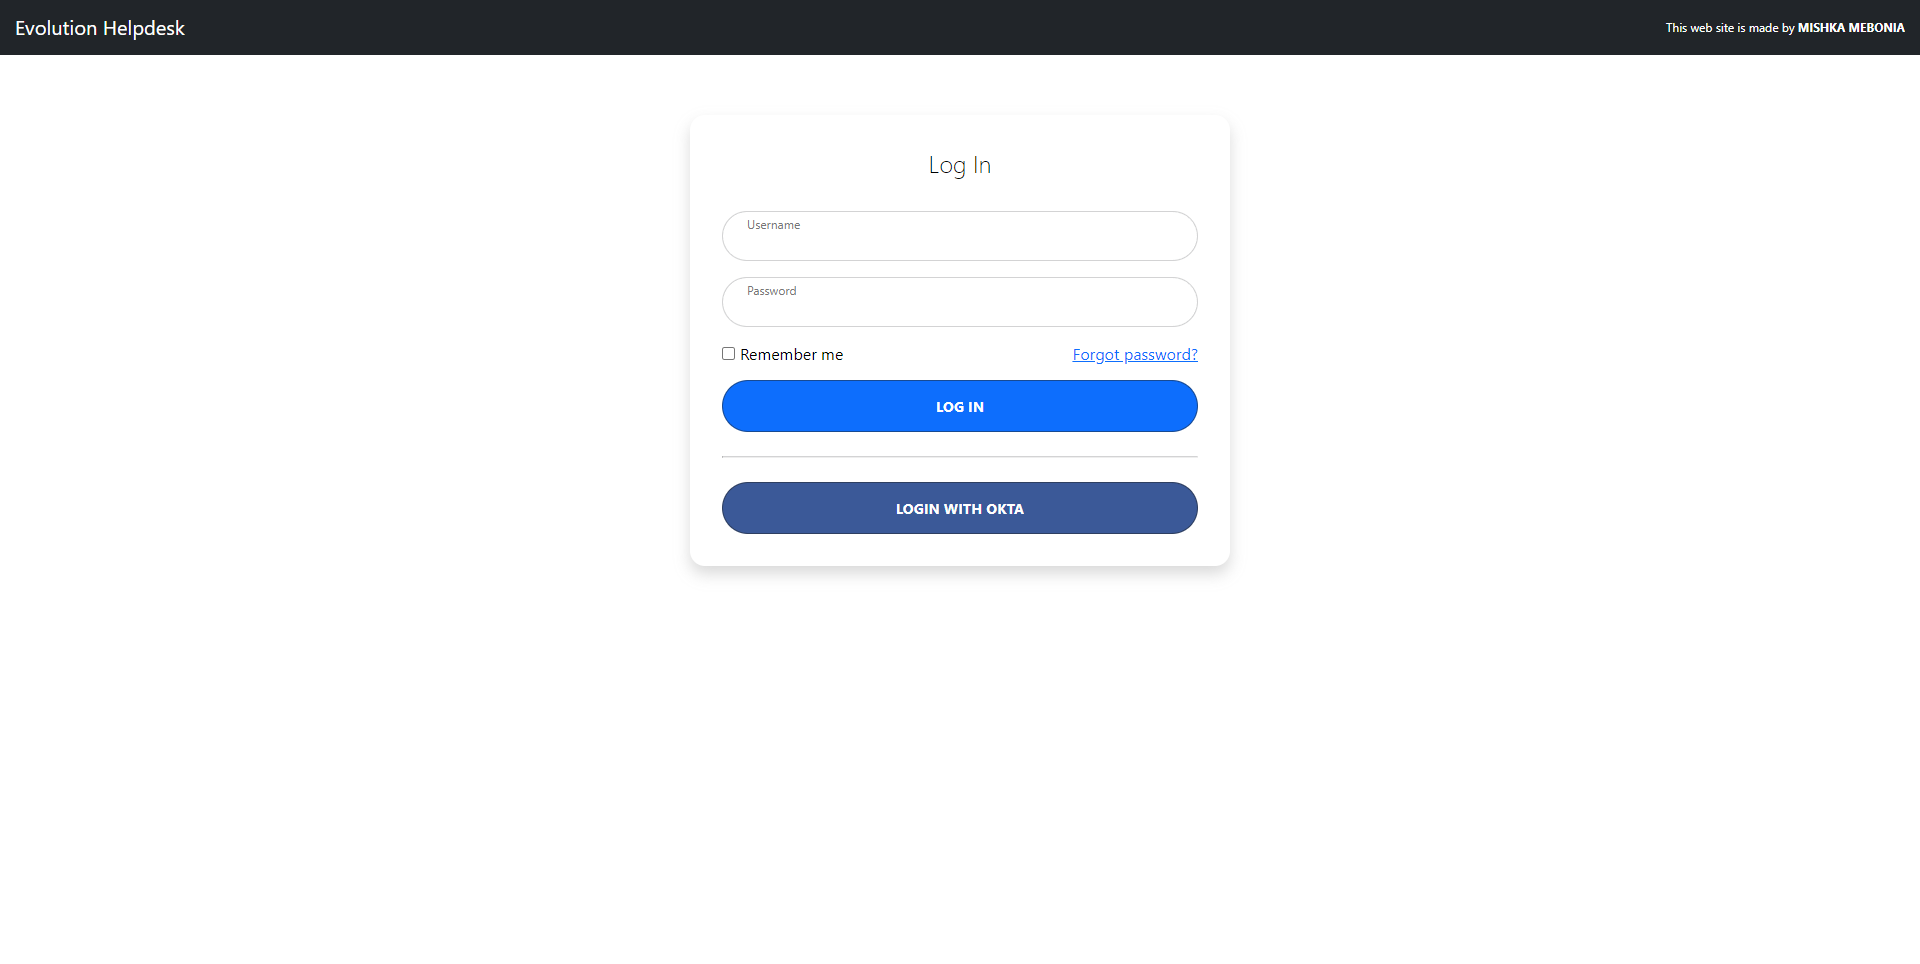 Evolution Helpdesk
This web site is made by MISHKA MEBONIA
Log In
Username
Password
Remember me
Forgot password?
LOG IN
LOGIN WITH OKTA